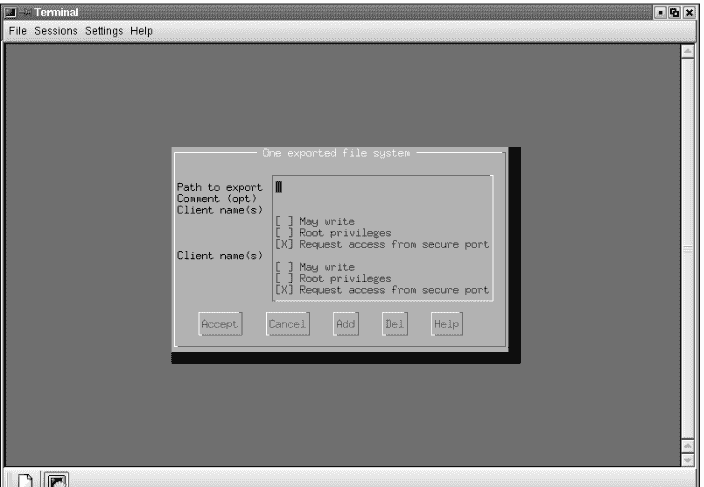 Terminal
File Sessions Settings Help
One exported file system
Path to export
Comment (opt)
Client name(s)
[ ] May write
[ ] Root privileges
[X] Request access from secure port
Client name(s)
[ ] May write
[ ] Root privileges
[X] Request access from secure port
Accept Cancel Add Del Help